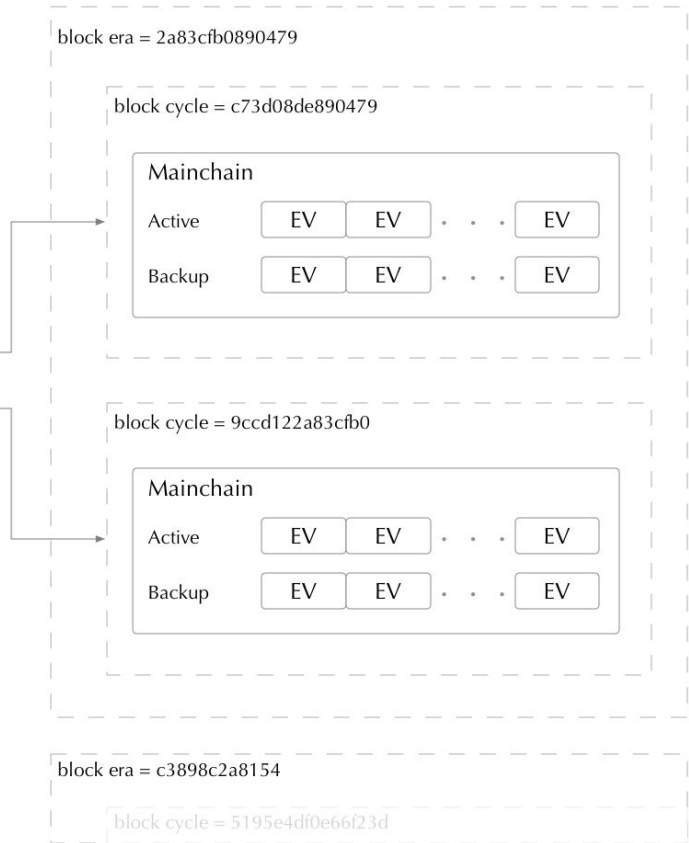 block era = 2a83cfb0890479
block cycle = c73d08de890479
Mainchain
Active EV EV . . . EV
Backup EV EV . . . EV
block cycle = 9ccd122a83cfb0
Mainchain
Active EV EV . . . EV
Backup EV EV . . . EV
block era = c3898c2a8154
block cycle = 5195e4df0e66f23d